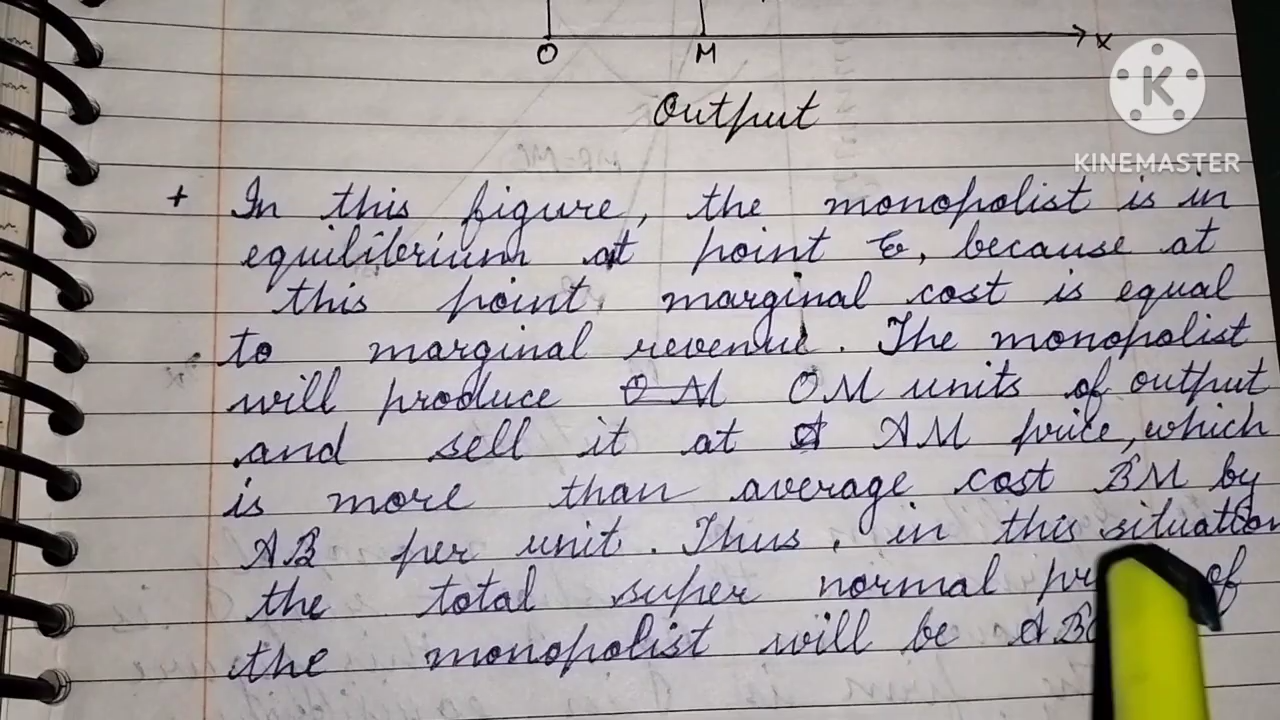 O M X
Output
K
KINEMASTER
+ In this figure, the monopolist is in
equilibrium at point E, because at
this point, marginal cost is equal
to marginal revenue. The monopolist
will produce O M OM units of output
and sell it at AM price, which
is more than average cost BM by
AB per unit. Thus, in this situation
the total super normal of
the monopolist will be